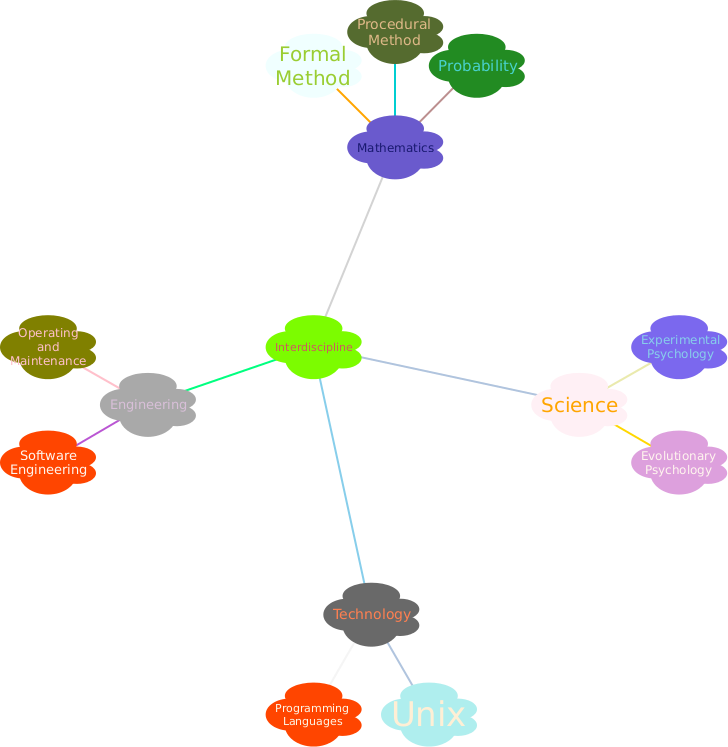 Procedural
Method
Formal
Method
Probability
Mathematics
Operating
and
Maintenance
Interdiscipline
Experimental
Psychology
Engineering
Science
Software
Engineering
Evolutionary
Psychology
Technology
Programming
Languages
Unix